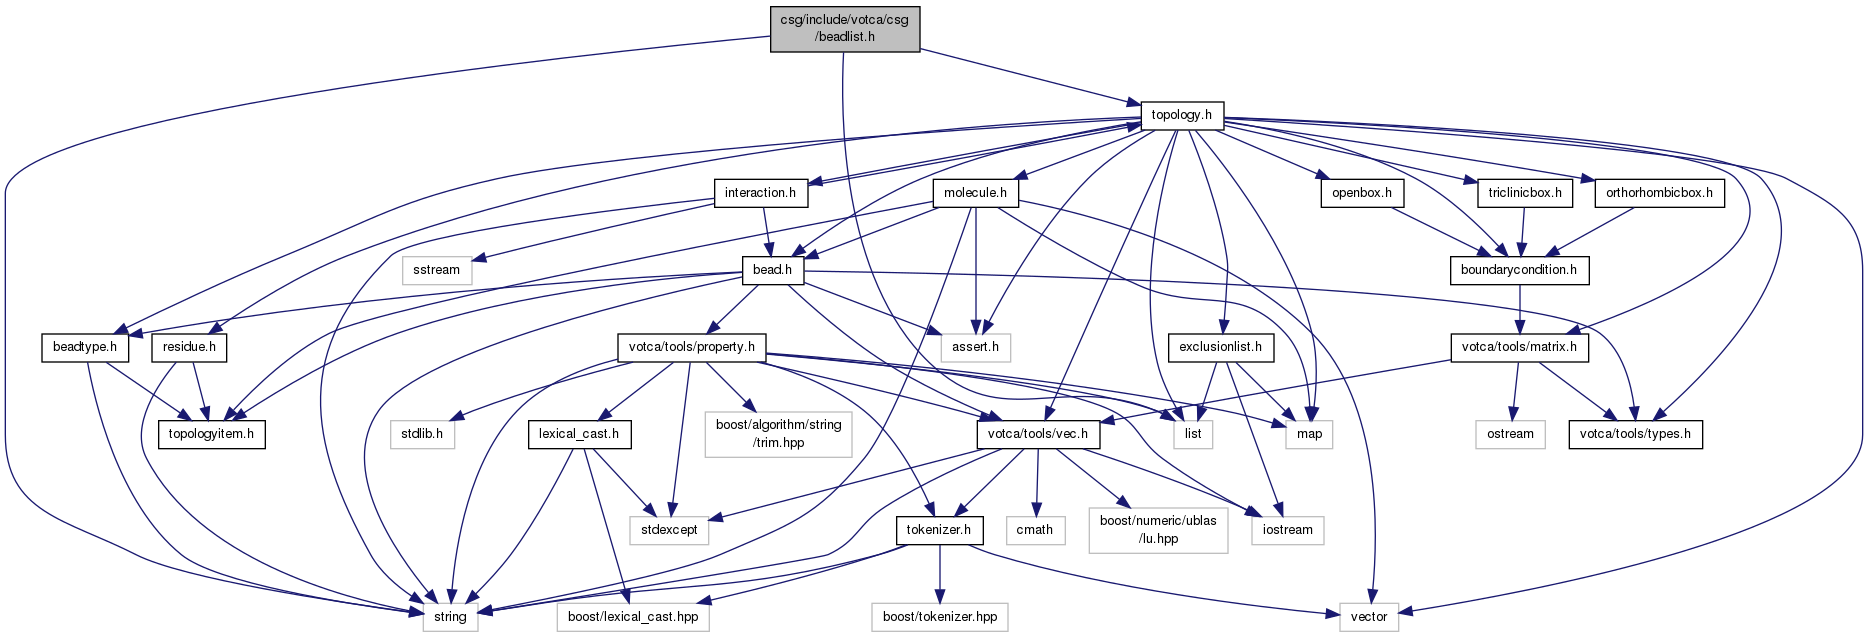 csg/include/votca/csg
/beadlist.h
topology.h
interaction.h
molecule.h
openbox.h
triclinicbox.h
orthorhombicbox.h
sstream
bead.h
boundarycondition.h
beadtype.h
residue.h
votca/tools/property.h
assert.h
exclusionlist.h
votca/tools/matrix.h
topologyitem.h
stdlib.h
lexical_cast.h
boost/algorithm/string
/trim.hpp
votca/tools/vec.h
list
map
ostream
votca/tools/types.h
stdexcept
tokenizer.h
cmath
boost/numeric/ublas
/lu.hpp
iostream
string
boost/lexical_cast.hpp
boost/tokenizer.hpp
vector